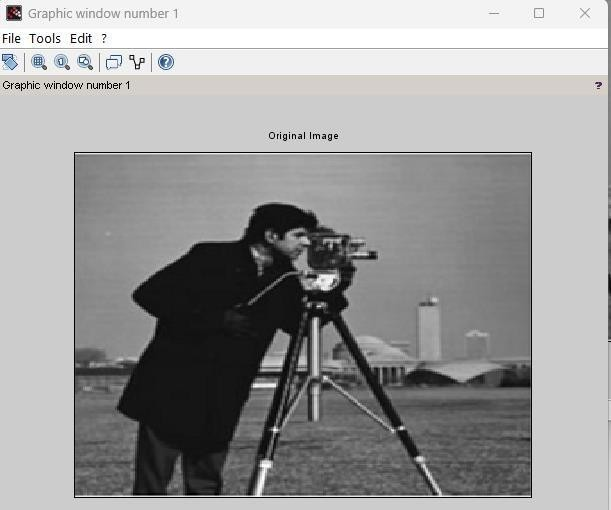 Graphic window number 1
File Tools Edit ?
Graphic window number 1 ?
Original Image